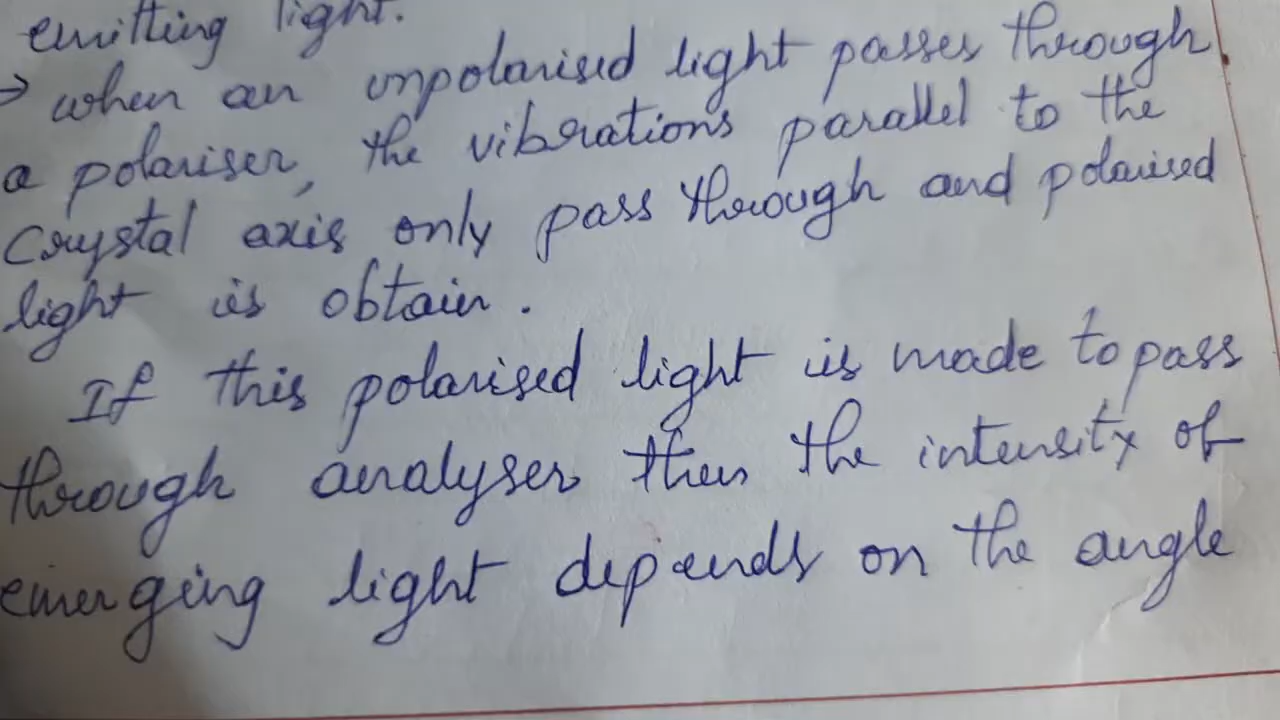 emitting light.
→ when an unpolarised light passes through
a polariser, the vibrations parallel to the
crystal axis only pass through and polarised
light is obtain.
If this polarised light is made to pass
through analyser then the intensity of
emerging light depends on the angle